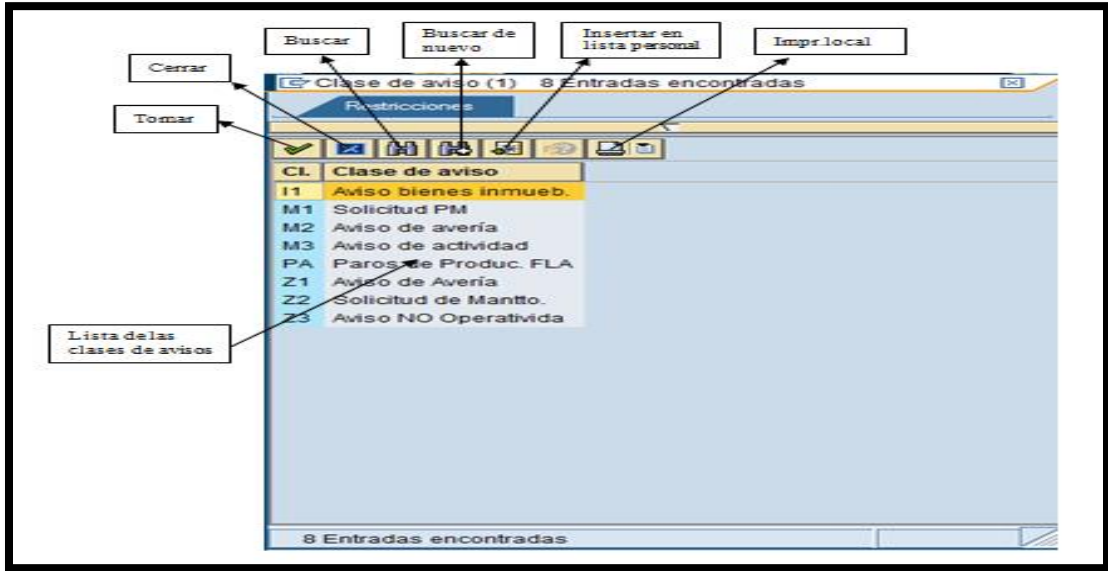 Buscar
Buscar de
nuevo
Insertar en
lista personal
Impr.local
Cerrar
Tomar
Clase de aviso (1) 8 Entradas encontradas
Restricciones
CL. Clase de aviso
I1 Aviso bienes inmueb.
M1 Solicitud PM
M2 Aviso de avería
M3 Aviso de actividad
PA Paros de Produc. FLA
Z1 Aviso de Avería
Z2 Solicitud de Mantto.
Z3 Aviso NO Operativida
Lista de las
clases de avisos
8 Entradas encontradas